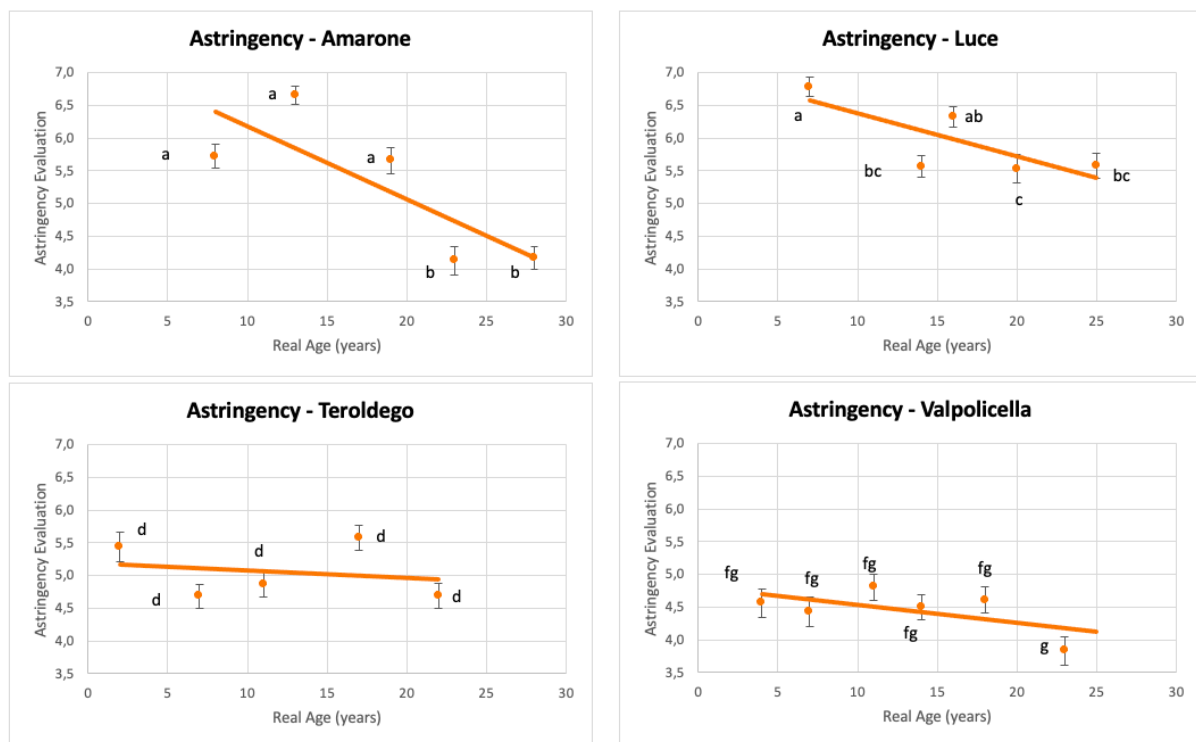 Astringency - Amarone
Astringency Evaluation
7,0
6,5
6,0
5,5
5,0
4,5
4,0
3,5
a
a
a
b
b
0 5 10 15 20 25 30
Real Age (years)
Astringency - Luce
Astringency Evaluation
7,0
6,5
6,0
5,5
5,0
4,5
4,0
3,5
a
bc
ab
c
bc
0 5 10 15 20 25 30
Real Age (years)
Astringency - Teroldego
Astringency Evaluation
7,0
6,5
6,0
5,5
5,0
4,5
4,0
3,5
d
d
d
d
d
0 5 10 15 20 25 30
Real Age (years)
Astringency - Valpolicella
Astringency Evaluation
7,0
6,5
6,0
5,5
5,0
4,5
4,0
3,5
fg
fg
fg
fg
fg
g
0 5 10 15 20 25 30
Real Age (years)